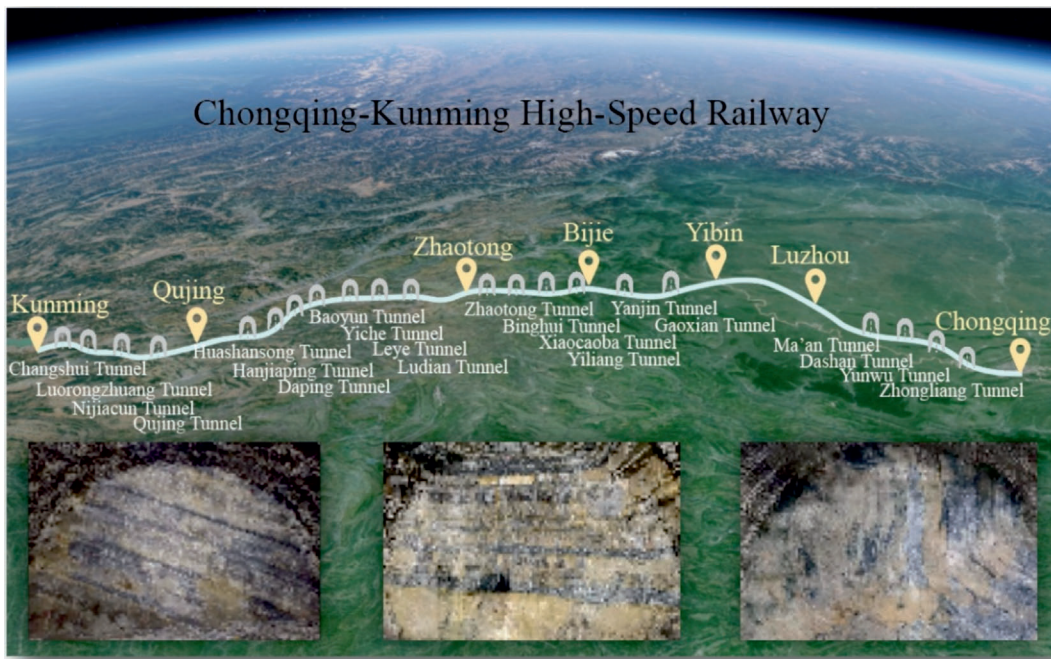 Chongqing-Kunming High-Speed Railway
Kunming
Qujing
Zhaotong
Bijie
Yibin
Luzhou
Chongqing
Changshui Tunnel
Luorongzhuang Tunnel
Nijiacun Tunnel
Qujing Tunnel
Huashansong Tunnel
Hanjiaping Tunnel
Daping Tunnel
Baoyun Tunnel
Yiche Tunnel
Leye Tunnel
Ludian Tunnel
Zhaotong Tunnel
Binghui Tunnel
Xiaocaoba Tunnel
Yiliang Tunnel
Yanjin Tunnel
Gaoxian Tunnel
Ma'an Tunnel
Dashan Tunnel
Yunwu Tunnel
Zhongliang Tunnel